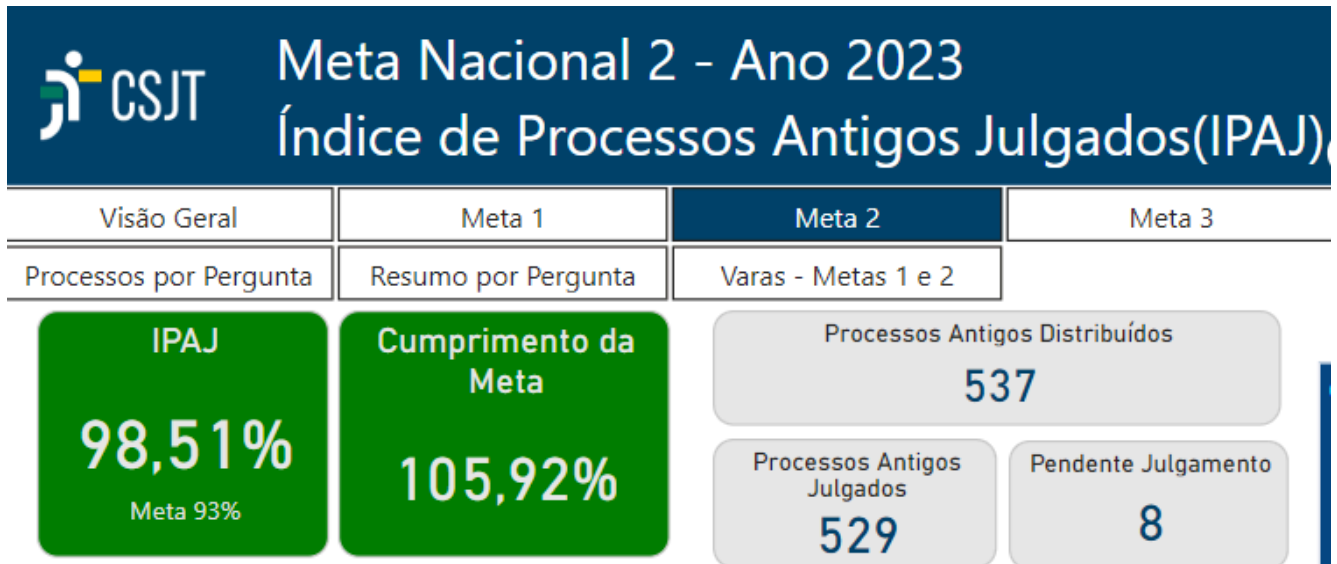 CSJT
Meta Nacional 2 - Ano 2023
Índice de Processos Antigos Julgados(IPAJ)
Visão Geral
Meta 1
Meta 2
Meta 3
Processos por Pergunta
Resumo por Pergunta
Varas - Metas 1 e 2
IPAJ
98,51%
Meta 93%
Cumprimento da
Meta
105,92%
Processos Antigos Distribuídos
537
Processos Antigos
Julgados
529
Pendente Julgamento
8